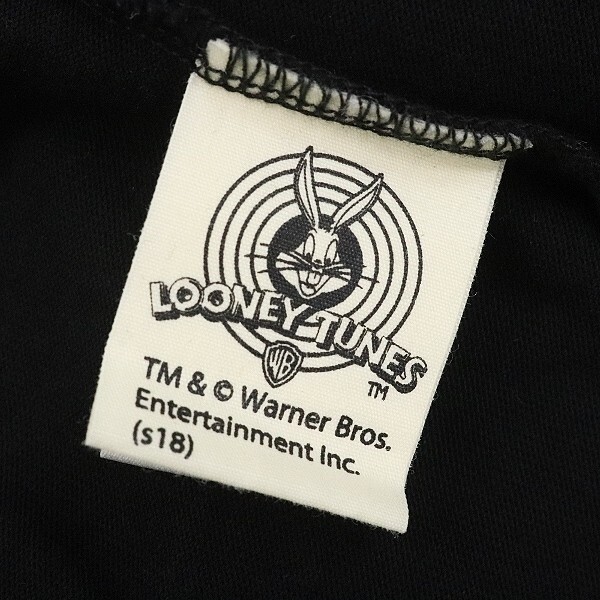 LOONEY TUNES TM
WB
TM & © Warner Bros.
Entertainment Inc.
(s18)